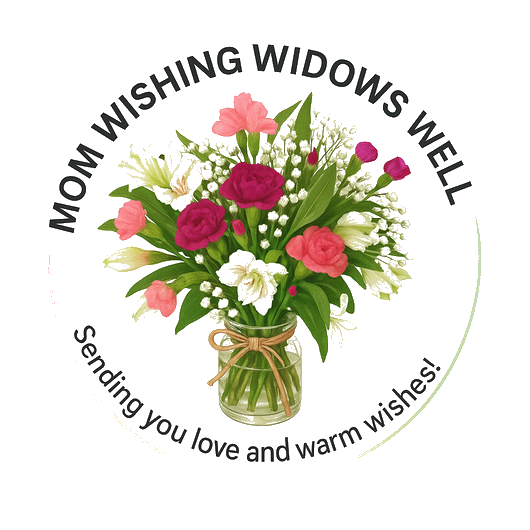 MOM WISHING WIDOWS WELL
Sending you love and warm wishes!